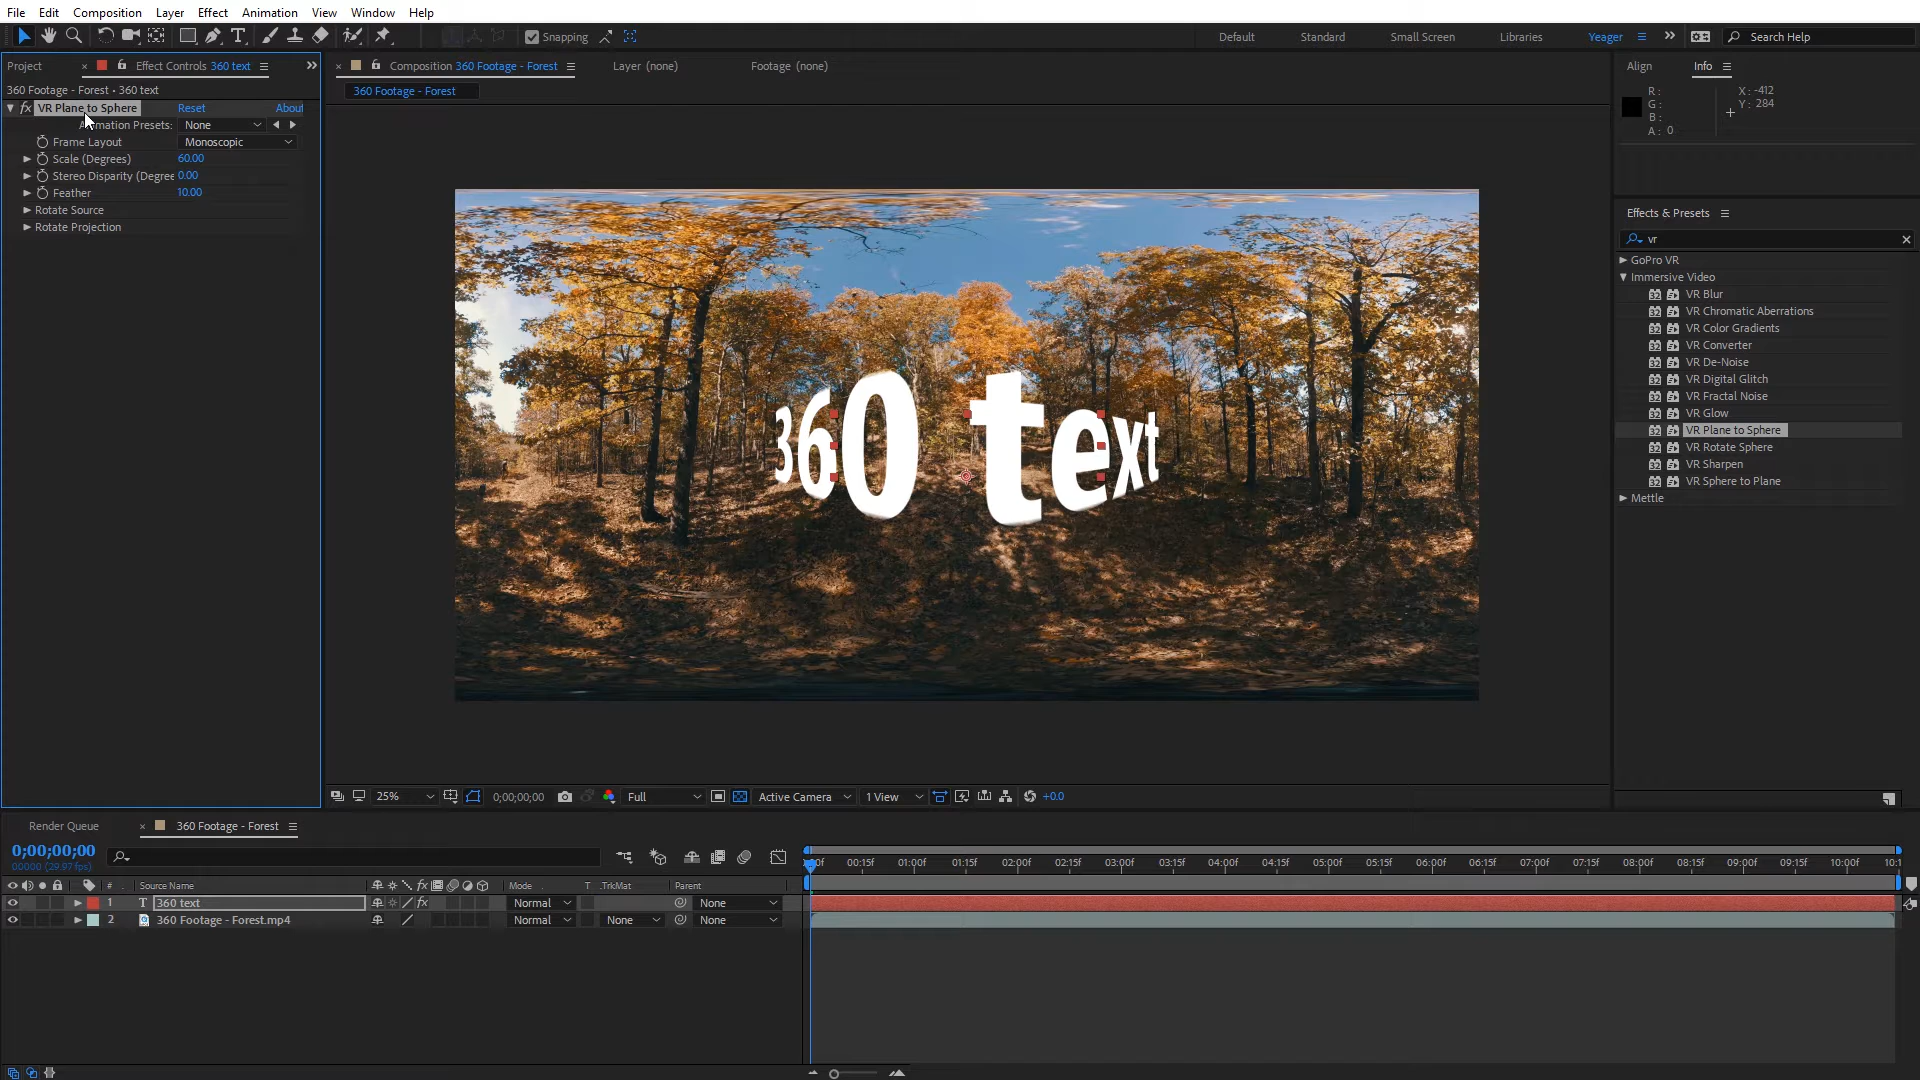 File Edit Composition Layer Effect Animation View Window Help
Snapping
Default Standard Small Screen Libraries Yeager Search Help
Project Effect Controls 360 text
Composition 360 Footage - Forest Layer (none) Footage (none)
Align Info
360 Footage - Forest • 360 text
360 Footage - Forest
R: X: -412
G: Y: 284
B:
A: 0
fx VR Plane to Sphere Reset About
Animation Presets: None
Frame Layout Monoscopic
Scale (Degrees) 60.00
Stereo Disparity (Degree 0.00
Feather 10.00
Rotate Source
Rotate Projection
360 text
Effects & Presets
vr
GoPro VR
Immersive Video
VR Blur
VR Chromatic Aberrations
VR Color Gradients
VR Converter
VR De-Noise
VR Digital Glitch
VR Fractal Noise
VR Glow
VR Plane to Sphere
VR Rotate Sphere
VR Sharpen
VR Sphere to Plane
Mettle
25% 0;00;00;00 Full Active Camera 1 View +0.0
Render Queue 360 Footage - Forest
0;00;00;00
00000 (29.97 fps)
00:15f 01:00f 01:15f 02:00f 02:15f 03:00f 03:15f 04:00f 04:15f 05:00f 05:15f 06:00f 06:15f 07:00f 07:15f 08:00f 08:15f 09:00f 09:15f 10:00f 10:1
# Source Name fx Mode T .TrkMat Parent
1 T 360 text fx Normal None
2 360 Footage - Forest.mp4 Normal None None